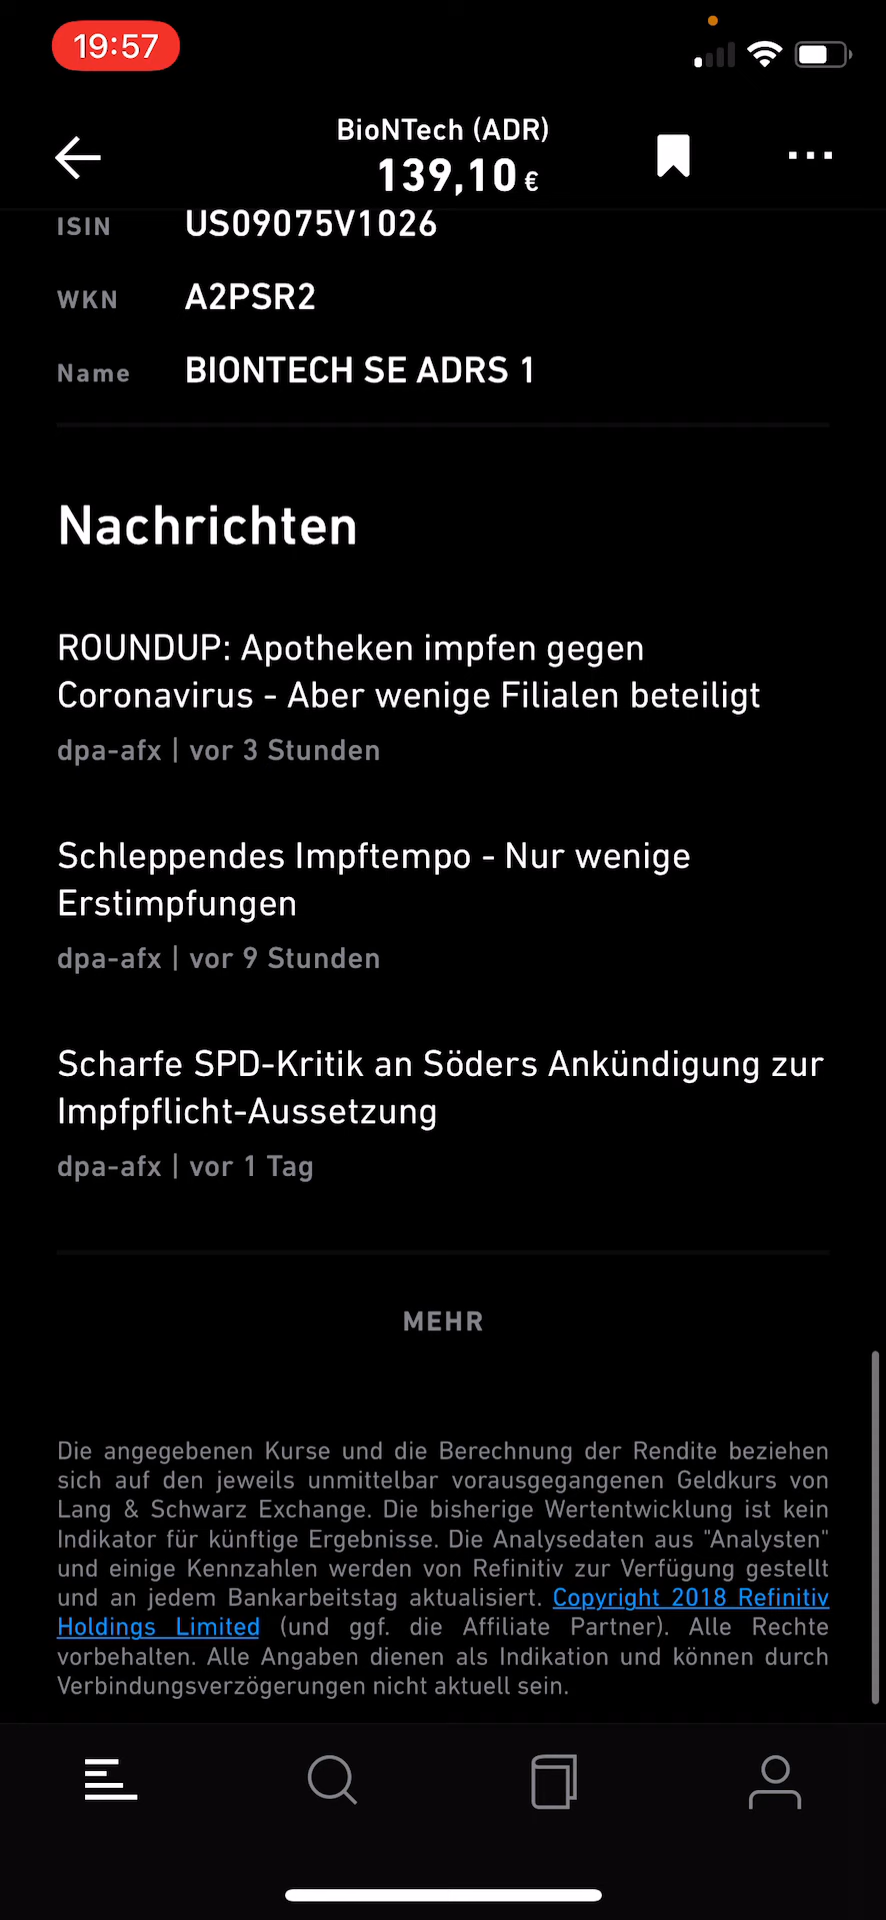 19:57
BioNTech (ADR)
139,10 €
ISIN US09075V1026
WKN A2PSR2
Name BIONTECH SE ADRS 1
Nachrichten
ROUNDUP: Apotheken impfen gegen
Coronavirus - Aber wenige Filialen beteiligt
dpa-afx | vor 3 Stunden
Schleppendes Impftempo - Nur wenige
Erstimpfungen
dpa-afx | vor 9 Stunden
Scharfe SPD-Kritik an Söders Ankündigung zur
Impfpflicht-Aussetzung
dpa-afx | vor 1 Tag
MEHR
Die angegebenen Kurse und die Berechnung der Rendite beziehen
sich auf den jeweils unmittelbar vorausgegangenen Geldkurs von
Lang & Schwarz Exchange. Die bisherige Wertentwicklung ist kein
Indikator für künftige Ergebnisse. Die Analysedaten aus "Analysten"
und einige Kennzahlen werden von Refinitiv zur Verfügung gestellt
und an jedem Bankarbeitstag aktualisiert. Copyright 2018 Refinitiv
Holdings Limited (und ggf. die Affiliate Partner). Alle Rechte
vorbehalten. Alle Angaben dienen als Indikation und können durch
Verbindungsverzögerungen nicht aktuell sein.